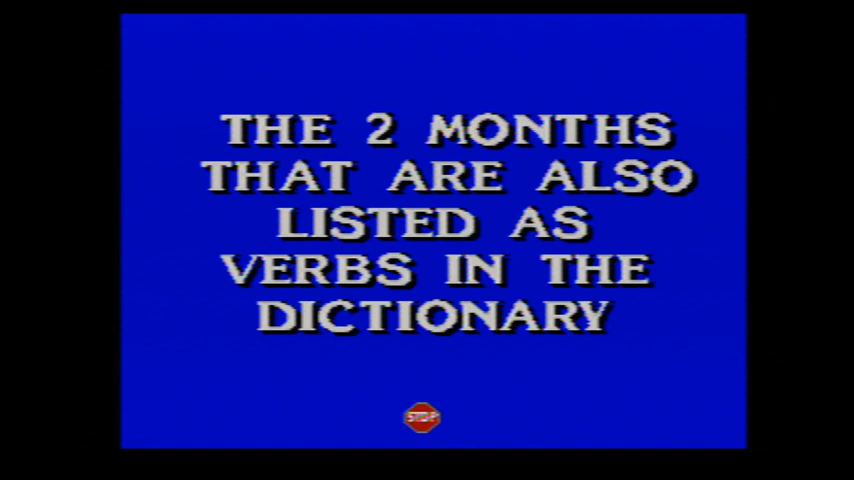 THE 2 MONTHS
THAT ARE ALSO
LISTED AS
VERBS IN THE
DICTIONARY
STOP